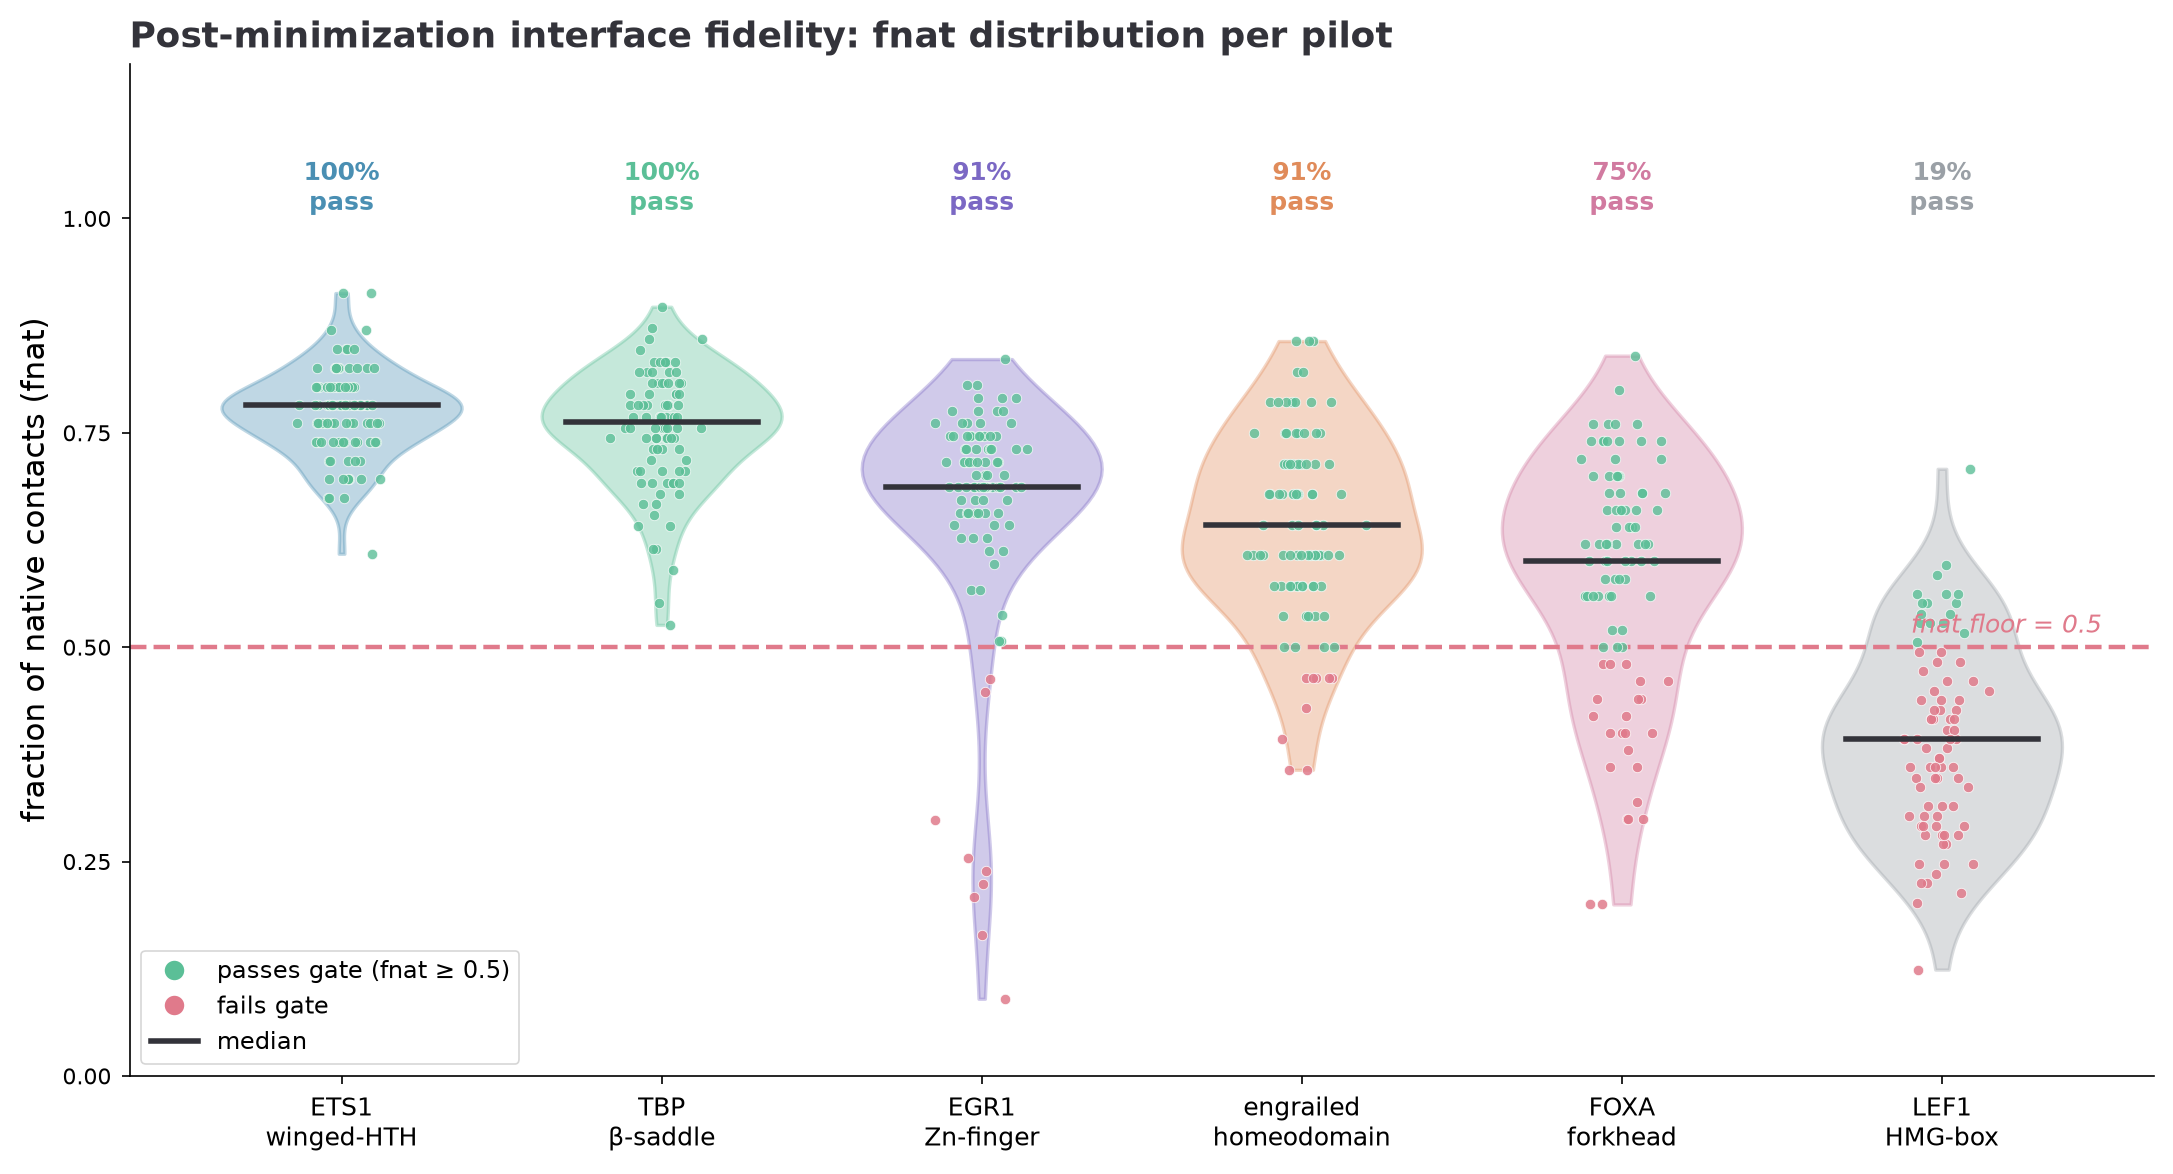 Post-minimization interface fidelity: fnat distribution per pilot
fraction of native contacts (fnat)
1.00
0.75
0.50
0.25
0.00
100%
pass
100%
pass
91%
pass
91%
pass
75%
pass
19%
pass
fnat floor = 0.5
passes gate (fnat ≥ 0.5)
fails gate
median
ETS1
winged-HTH
TBP
β-saddle
EGR1
Zn-finger
engrailed
homeodomain
FOXA
forkhead
LEF1
HMG-box